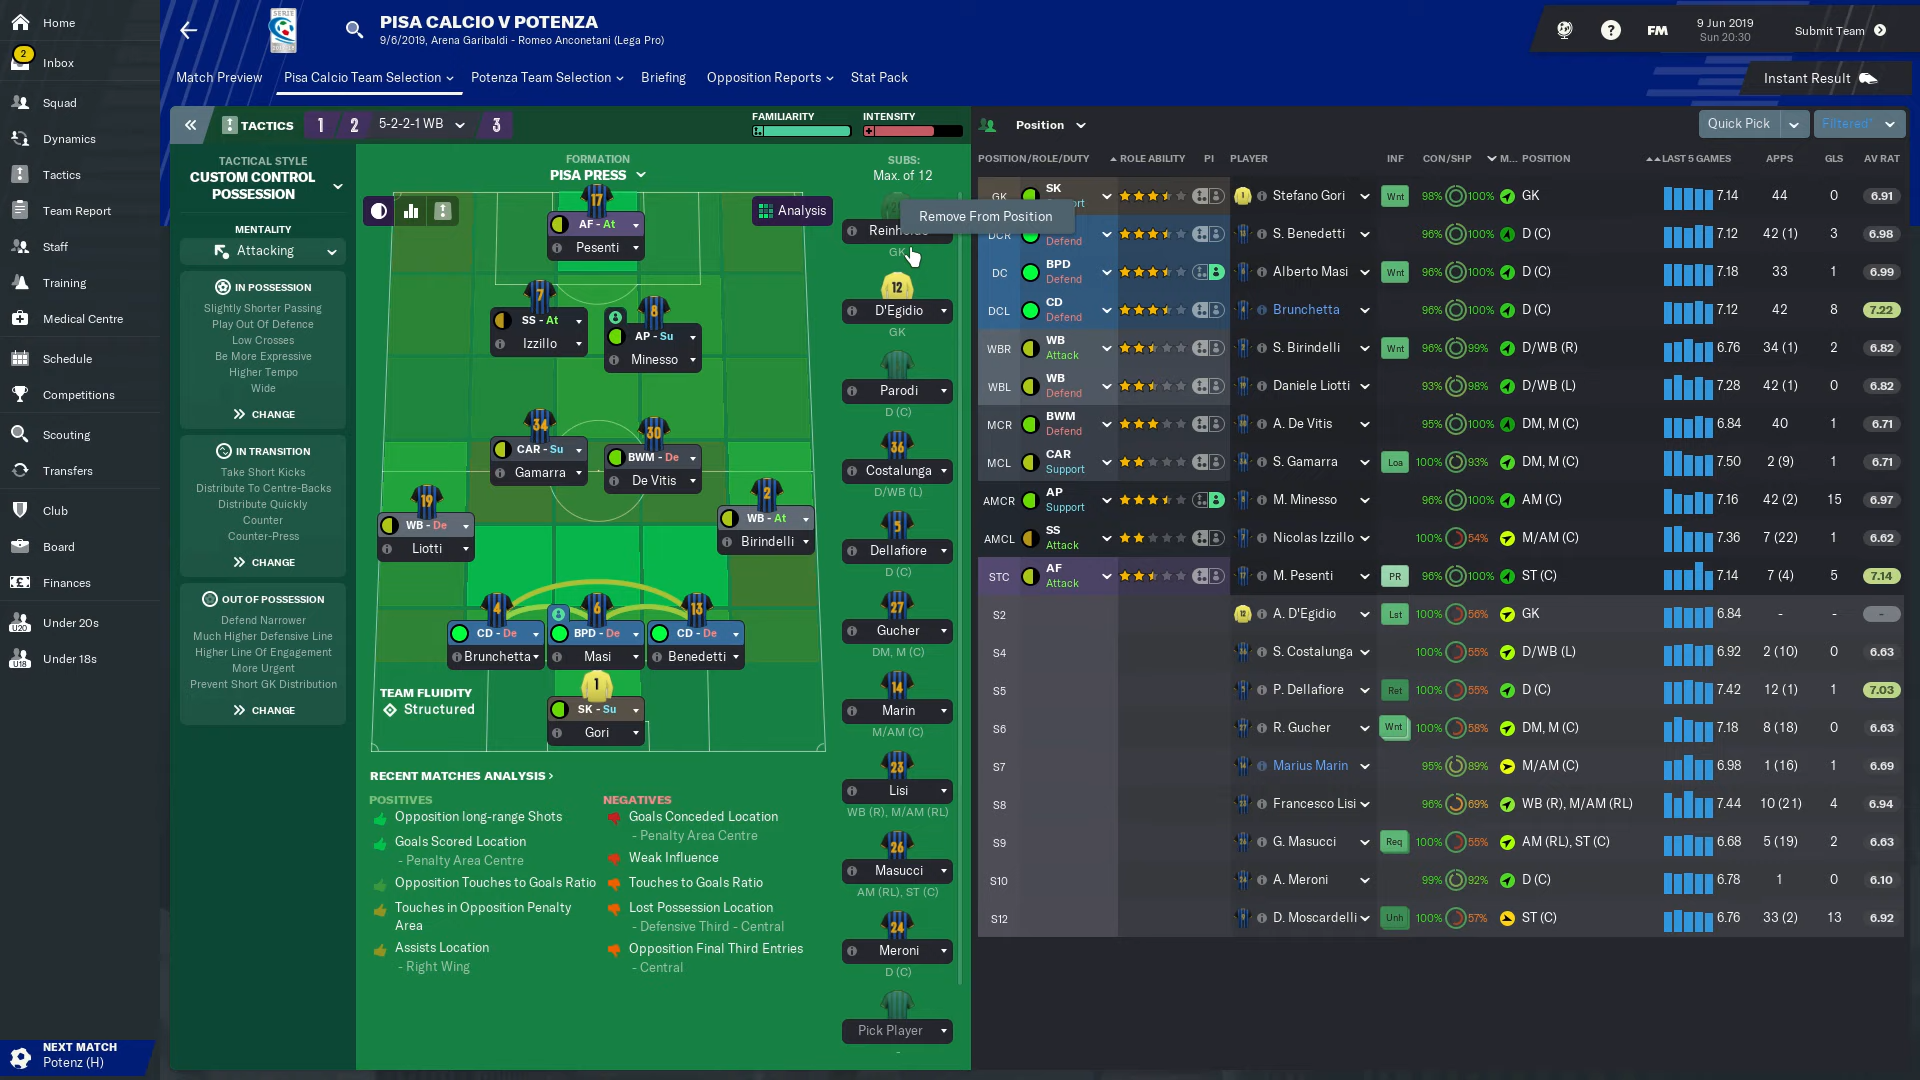 Home
2
Inbox
Squad
Dynamics
Tactics
Team Report
Staff
Training
Medical Centre
Schedule
Competitions
Scouting
Transfers
Club
Board
Finances
Under 20s
Under 18s
NEXT MATCH
Potenz (H)
PISA CALCIO V POTENZA
9/6/2019, Arena Garibaldi - Romeo Anconetani (Lega Pro)
FM
9 Jun 2019
Sun 20:30
Submit Team
Match Preview
Pisa Calcio Team Selection
Potenza Team Selection
Briefing
Opposition Reports
Stat Pack
Instant Result
TACTICS
1
2
5-2-2-1 WB
3
FAMILIARITY
INTENSITY
TACTICAL STYLE
CUSTOM CONTROL
POSSESSION
MENTALITY
Attacking
IN POSSESSION
Slightly Shorter Passing
Play Out Of Defence
Low Crosses
Be More Expressive
Higher Tempo
Wide
CHANGE
IN TRANSITION
Take Short Kicks
Distribute To Centre-Backs
Distribute Quickly
Counter
Counter-Press
CHANGE
OUT OF POSSESSION
Defend Narrower
Much Higher Defensive Line
Higher Line Of Engagement
More Urgent
Prevent Short GK Distribution
CHANGE
FORMATION
PISA PRESS
Analysis
17
AF - At
Pesenti
7
SS - At
Izzillo
8
AP - Su
Minesso
34
CAR - Su
Gamarra
30
BWM - De
De Vitis
19
WB - De
Liotti
2
WB - At
Birindelli
4
CD - De
Brunchetta
6
BPD - De
Masi
13
CD - De
Benedetti
1
SK - Su
Gori
TEAM FLUIDITY
Structured
RECENT MATCHES ANALYSIS >
POSITIVES
Opposition long-range Shots
Goals Scored Location
- Penalty Area Centre
Opposition Touches to Goals Ratio
Touches in Opposition Penalty
Area
Assists Location
- Right Wing
NEGATIVES
Goals Conceded Location
- Penalty Area Centre
Weak Influence
Touches to Goals Ratio
Lost Possession Location
- Defensive Third - Central
Opposition Final Third Entries
- Central
SUBS:
Max. of 12
Remove From Position
GK
12
D'Egidio
GK
Parodi
D (C)
36
Costalunga
D/WB (L)
5
Dellafiore
D (C)
27
Gucher
DM, M (C)
14
Marin
M/AM (C)
23
Lisi
WB (R), M/AM (RL)
26
Masucci
AM (RL), ST (C)
24
Meroni
D (C)
Pick Player
-
Position
Quick Pick
Filtered*
POSITION/ROLE/DUTY ROLE ABILITY PI PLAYER INF CON/SHP M... POSITION LAST 5 GAMES APPS GLS AV RAT
GK SK Stefano Gori Wnt 98% 100% GK 7.14 44 0 6.91
DCR Defend S. Benedetti 96% 100% D (C) 7.12 42 (1) 3 6.98
DC BPD Defend Alberto Masi Wnt 96% 100% D (C) 7.18 33 1 6.99
DCL CD Defend Brunchetta 96% 100% D (C) 7.12 42 8 7.22
WBR WB Attack S. Birindelli Wnt 96% 99% D/WB (R) 6.76 34 (1) 2 6.82
WBL WB Defend Daniele Liotti 93% 98% D/WB (L) 7.28 42 (1) 0 6.82
MCR BWM Defend A. De Vitis 95% 100% DM, M (C) 6.84 40 1 6.71
MCL CAR Support S. Gamarra Loa 100% 93% DM, M (C) 7.50 2 (9) 1 6.71
AMCR AP Support M. Minesso 96% 100% AM (C) 7.16 42 (2) 15 6.97
AMCL SS Attack Nicolas Izzillo 100% 54% M/AM (C) 7.36 7 (22) 1 6.62
STC AF Attack M. Pesenti PR 96% 100% ST (C) 7.14 7 (4) 5 7.14
S2 A. D'Egidio Lst 100% 56% GK 6.84 - - -
S4 S. Costalunga 100% 55% D/WB (L) 6.92 2 (10) 0 6.63
S5 P. Dellafiore Ret 100% 55% D (C) 7.42 12 (1) 1 7.03
S6 R. Gucher Wnt 100% 58% DM, M (C) 7.18 8 (18) 0 6.63
S7 Marius Marin 95% 89% M/AM (C) 6.98 1 (16) 1 6.69
S8 Francesco Lisi 96% 69% WB (R), M/AM (RL) 7.44 10 (21) 4 6.94
S9 G. Masucci Req 100% 55% AM (RL), ST (C) 6.68 5 (19) 2 6.63
S10 A. Meroni 99% 92% D (C) 6.78 1 0 6.10
S12 D. Moscardelli Unh 100% 57% ST (C) 6.76 33 (2) 13 6.92